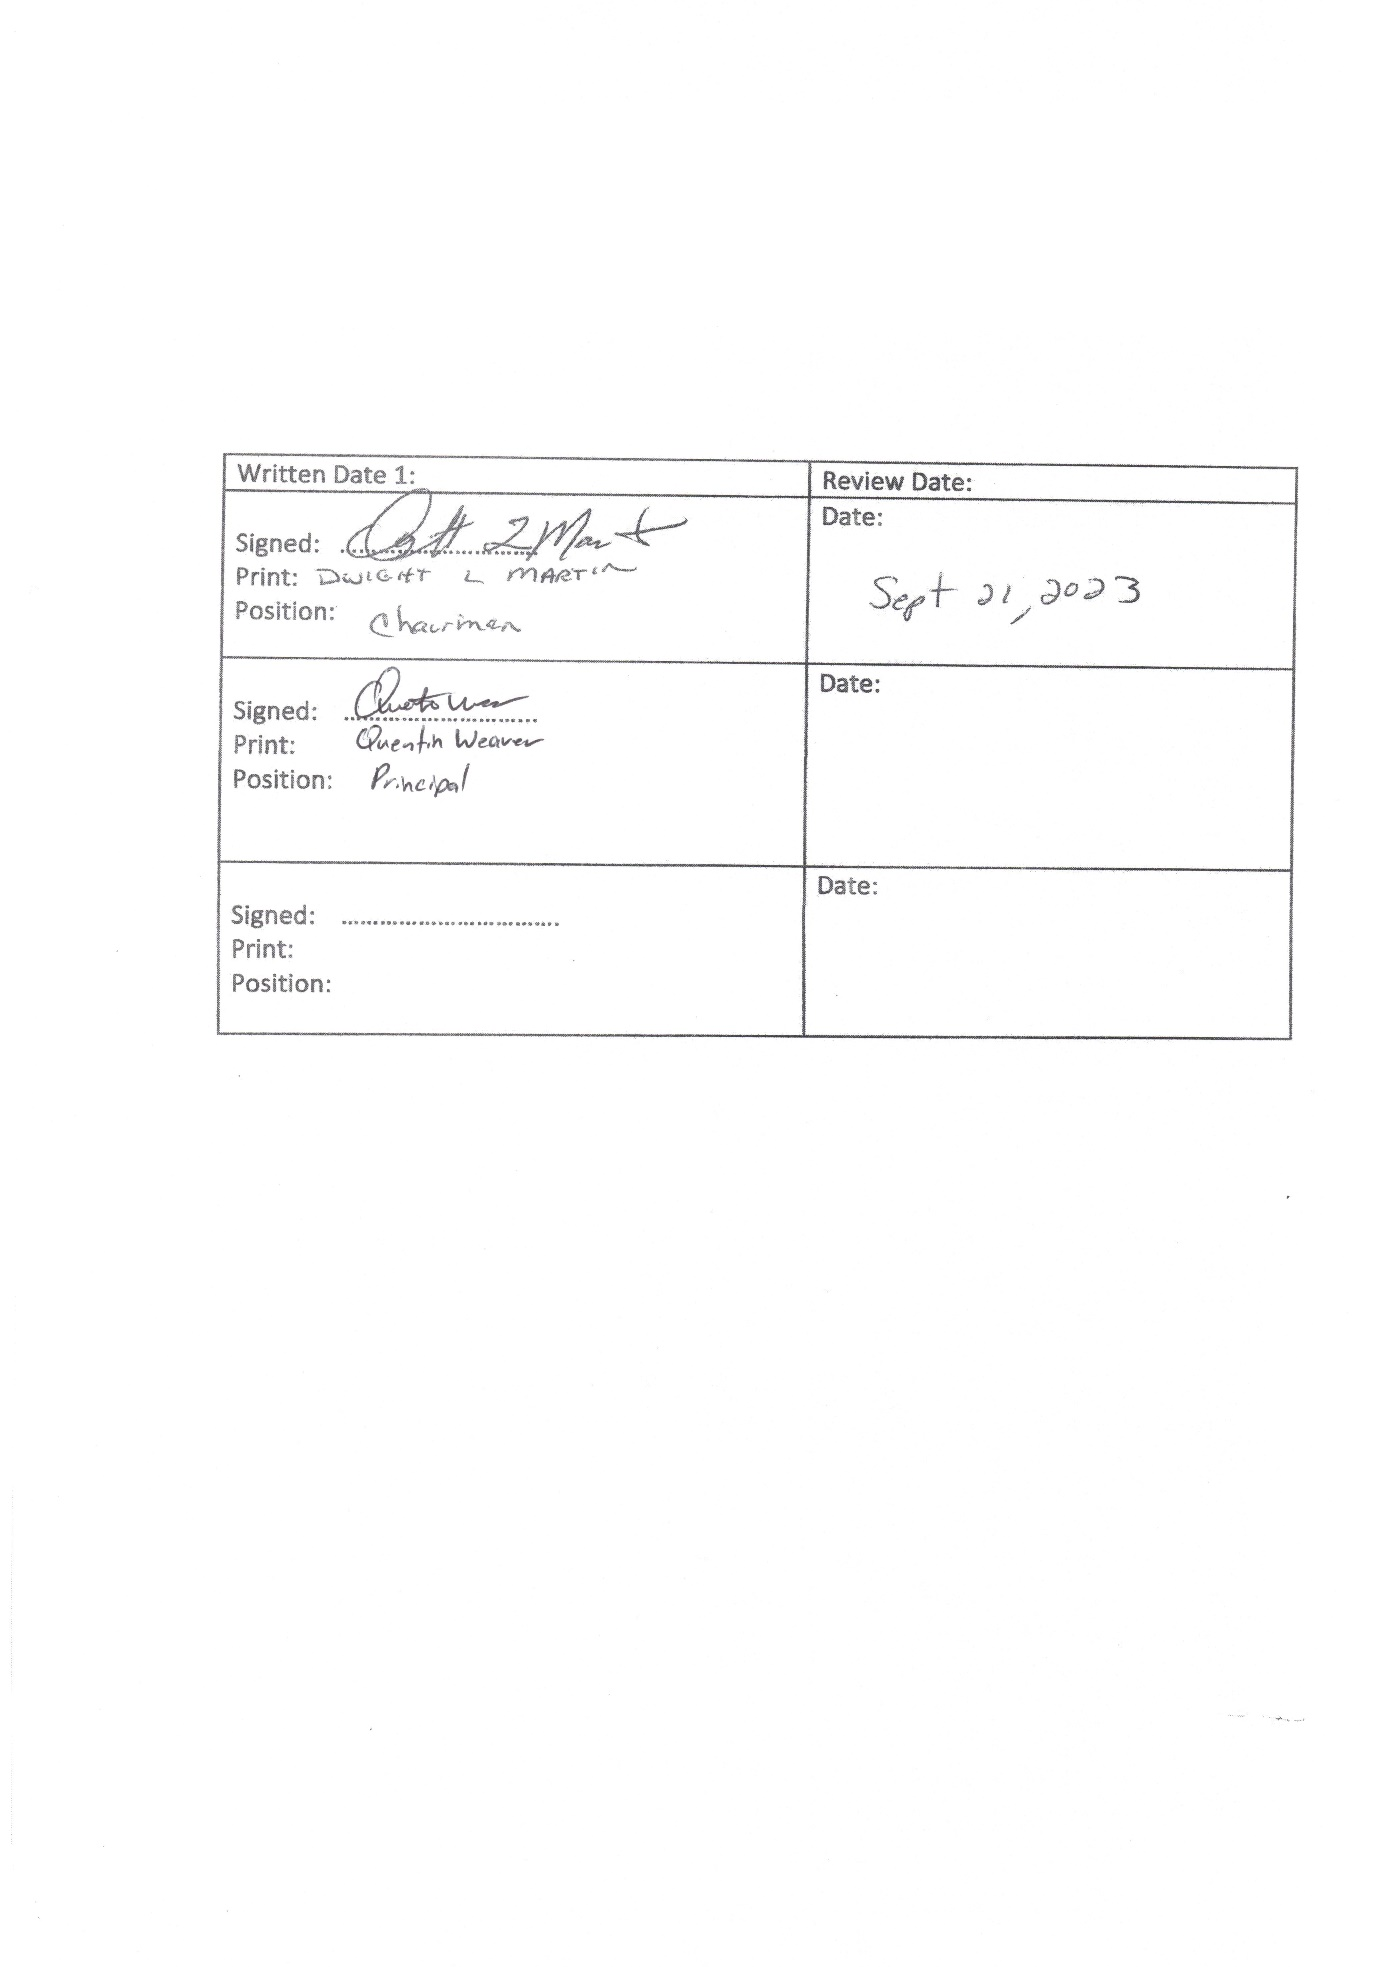 Written Date 1:
Review Date:
Signed: ..............................
Print: DWIGHT L MARTIN
Position: Chairman
Date:
Sept 21, 2023
Signed: ..............................
Print: Quentin Weaver
Position: Principal
Date:
Signed: ..............................
Print:
Position:
Date: